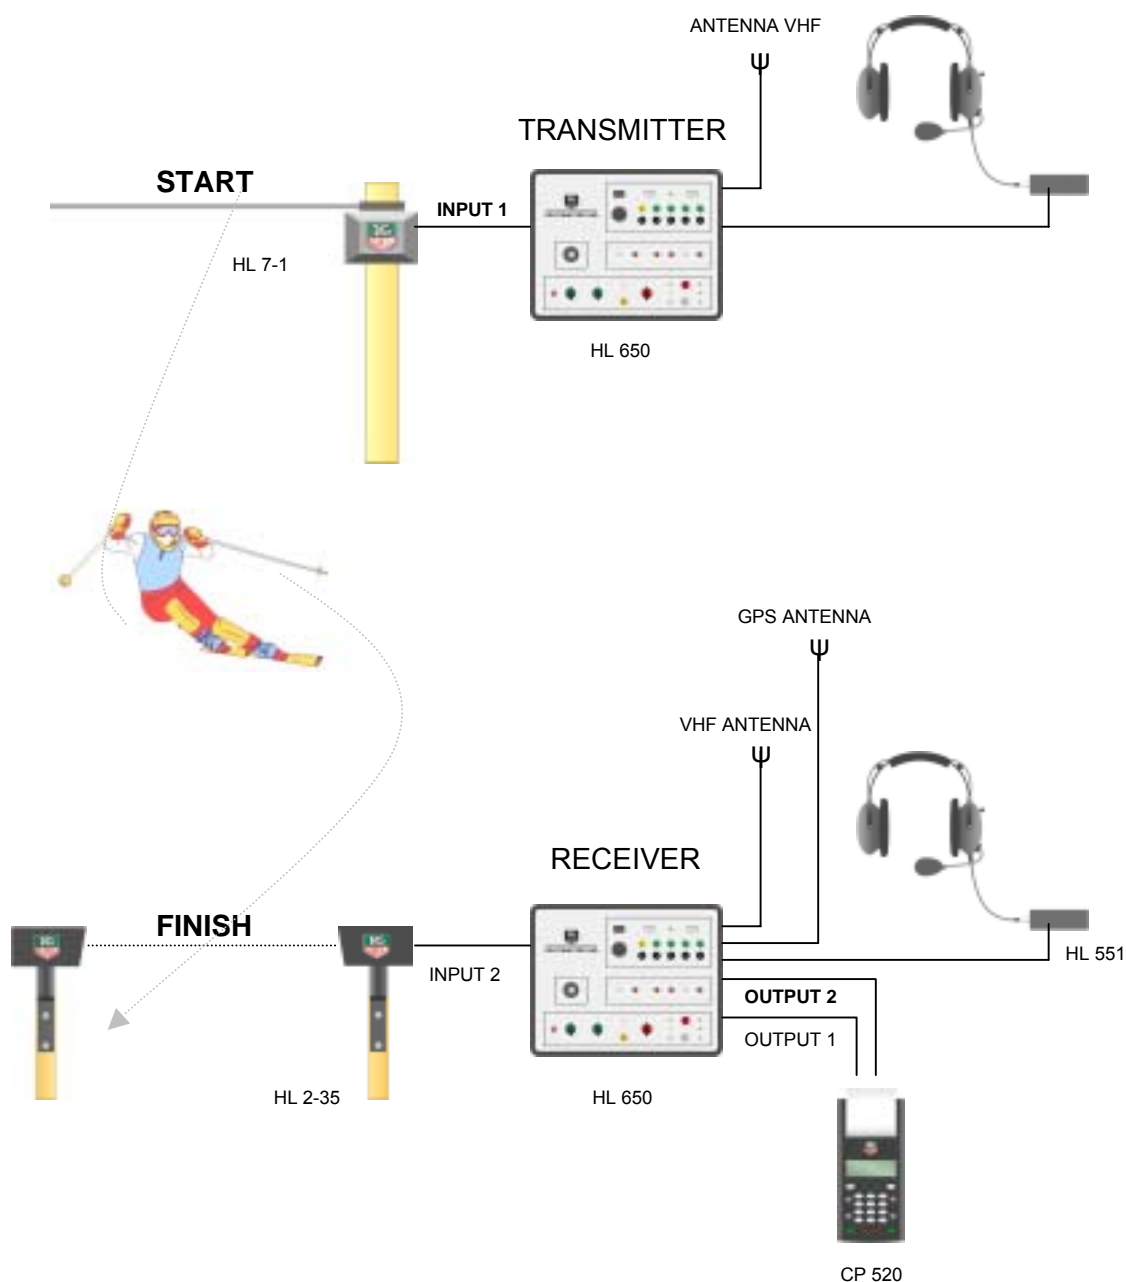 ANTENNA VHF
TRANSMITTER
START
INPUT 1
HL 7-1
HL 650
GPS ANTENNA
VHF ANTENNA
RECEIVER
FINISH
INPUT 2
HL 551
OUTPUT 2
OUTPUT 1
HL 2-35
HL 650
CP 520